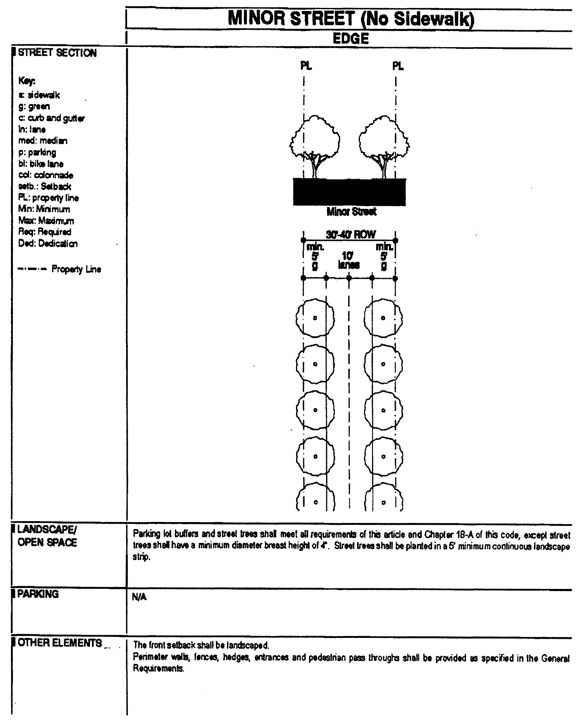 MINOR STREET (No Sidewalk)
EDGE
STREET SECTION
Key:
s: sidewalk
g: green
c: curb and gutter
ln: lane
med: median
p: parking
bl: bike lane
col: colonnade
setb.: Setback
PL: property line
Min: Minimum
Max: Maximum
Req: Required
Ded: Dedication
Property Line
PL PL
Minor Street
30'-40' ROW
min. min.
5' 10' 5'
g lanes g
LANDSCAPE/
OPEN SPACE
Parking lot buffers and street trees shall meet all requirements of this article and Chapter 18-A of this code, except street
trees shall have a minimum diameter breast height of 4". Street trees shall be planted in a 5' minimum continuous landscape
strip.
PARKING
N/A
OTHER ELEMENTS
The front setback shall be landscaped.
Perimeter walls, fences, hedges, entrances and pedestrian pass throughs shall be provided as specified in the General
Requirements.